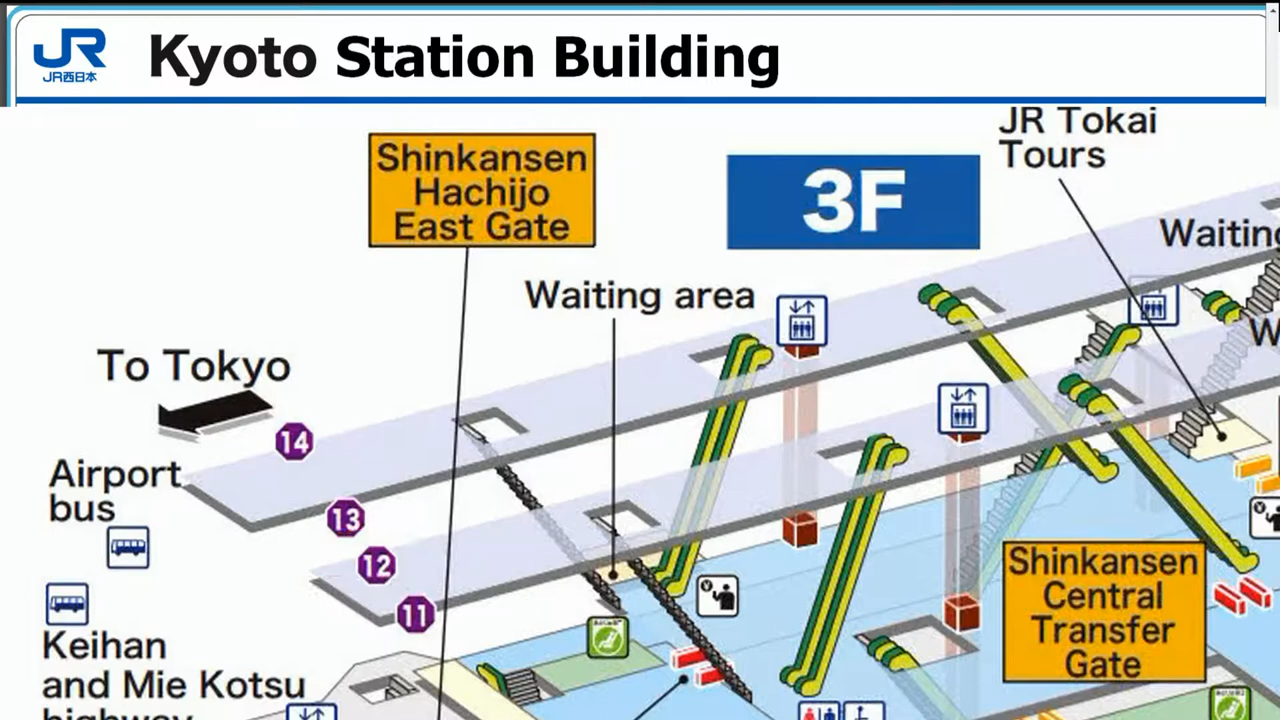 JR
JR西日本
Kyoto Station Building
JR Tokai
Tours
Shinkansen
Hachijo
East Gate
3F
Waiting area
To Tokyo
14
Airport
bus
13
12
11
Shinkansen
Central
Transfer
Gate
Keihan
and Mie Kotsu
highway